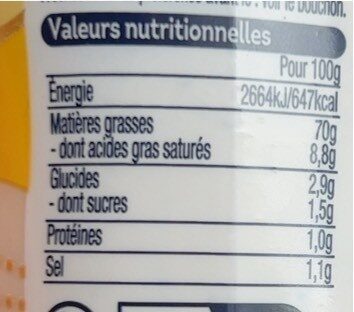 voir le bouchon.
Valeurs nutritionnelles
Pour 100g
Énergie 2664kJ/647kcal
Matières grasses 70g
- dont acides gras saturés 8,8g
Glucides 2,9g
- dont sucres 1,5g
Protéines 1,0g
Sel 1,1g